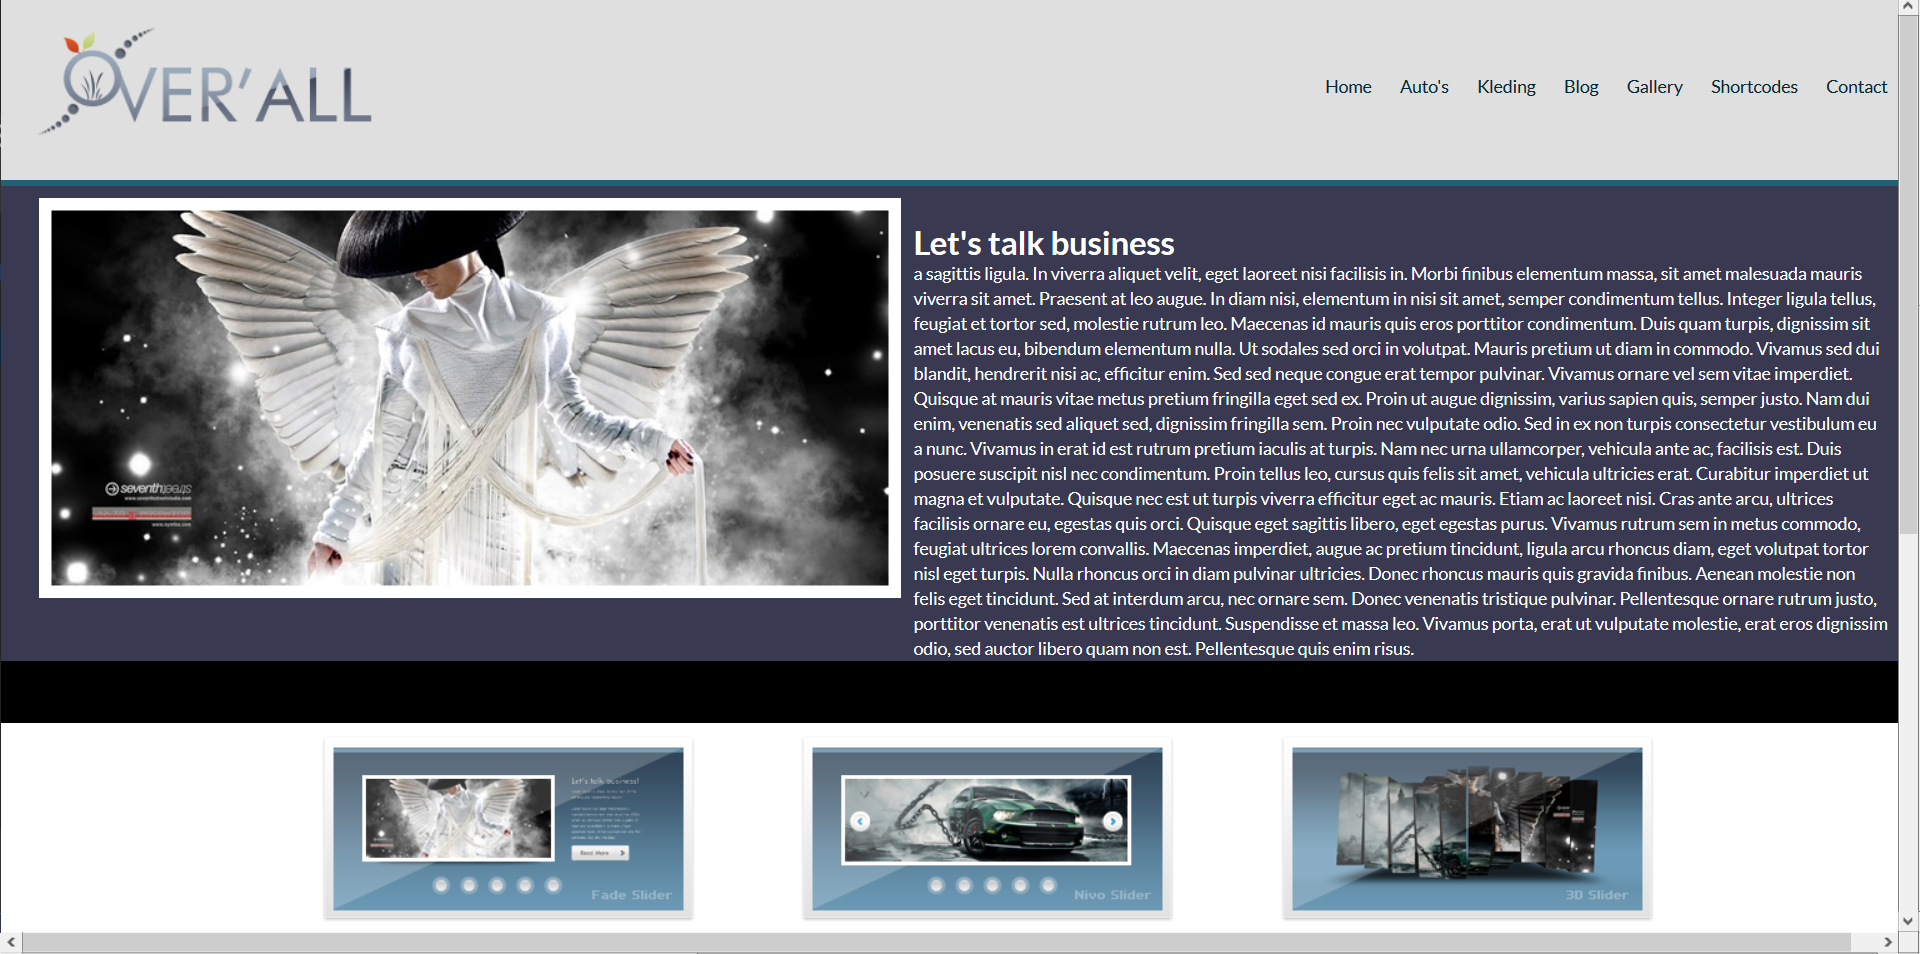 OVER'ALL
Home Auto's Kleding Blog Gallery Shortcodes Contact
Let's talk business
a sagittis ligula. In viverra aliquet velit, eget laoreet nisi facilisis in. Morbi finibus elementum massa, sit amet malesuada mauris
viverra sit amet. Praesent at leo augue. In diam nisi, elementum in nisi sit amet, semper condimentum tellus. Integer ligula tellus,
feugiat et tortor sed, molestie rutrum leo. Maecenas id mauris quis eros porttitor condimentum. Duis quam turpis, dignissim sit
amet lacus eu, bibendum elementum nulla. Ut sodales sed orci in volutpat. Mauris pretium ut diam in commodo. Vivamus sed dui
blandit, hendrerit nisi ac, efficitur enim. Sed sed neque congue erat tempor pulvinar. Vivamus ornare vel sem vitae imperdiet.
Quisque at mauris vitae metus pretium fringilla eget sed ex. Proin ut augue dignissim, varius sapien quis, semper justo. Nam dui
enim, venenatis sed aliquet sed, dignissim fringilla sem. Proin nec vulputate odio. Sed in ex non turpis consectetur vestibulum eu
a nunc. Vivamus in erat id est rutrum pretium iaculis at turpis. Nam nec urna ullamcorper, vehicula ante ac, facilisis est. Duis
posuere suscipit nisl nec condimentum. Proin tellus leo, cursus quis felis sit amet, vehicula ultricies erat. Curabitur imperdiet ut
magna et vulputate. Quisque nec est ut turpis viverra efficitur eget ac mauris. Etiam ac laoreet nisi. Cras ante arcu, ultrices
facilisis ornare eu, egestas quis orci. Quisque eget sagittis libero, eget egestas purus. Vivamus rutrum sem in metus commodo,
feugiat ultrices lorem convallis. Maecenas imperdiet, augue ac pretium tincidunt, ligula arcu rhoncus diam, eget volutpat tortor
nisl eget turpis. Nulla rhoncus orci in diam pulvinar ultricies. Donec rhoncus mauris quis gravida finibus. Aenean molestie non
felis eget tincidunt. Sed at interdum arcu, nec ornare sem. Donec venenatis tristique pulvinar. Pellentesque ornare rutrum justo,
porttitor venenatis est ultrices tincidunt. Suspendisse et massa leo. Vivamus porta, erat ut vulputate molestie, erat eros dignissim
odio, sed auctor libero quam non est. Pellentesque quis enim risus.
seventhstreet
www.seventhstreetstudio.com
Let's talk business!
Read More
Fade Slider
Nivo Slider
3D Slider